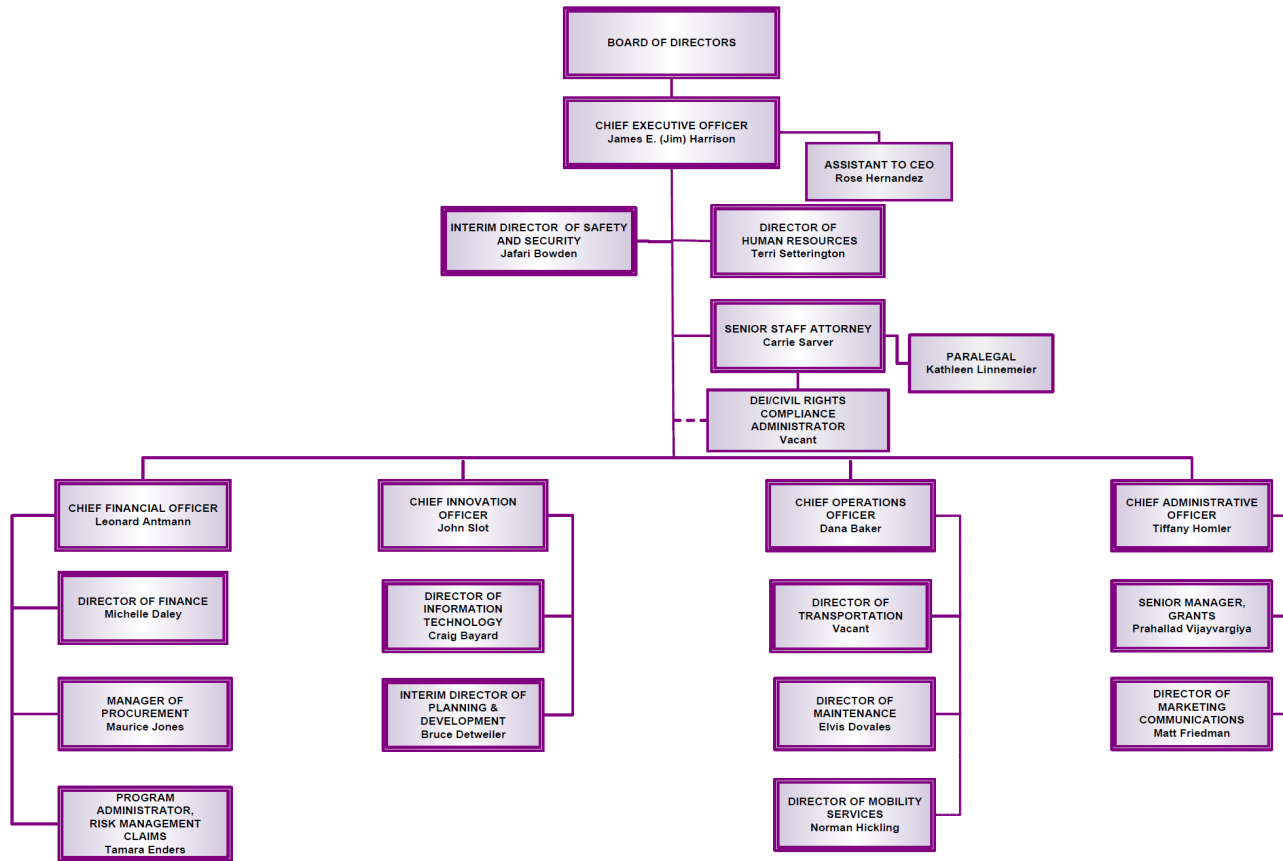 BOARD OF DIRECTORS
CHIEF EXECUTIVE OFFICER
James E. (Jim) Harrison
ASSISTANT TO CEO
Rose Hernandez
INTERIM DIRECTOR OF SAFETY
AND SECURITY
Jafari Bowden
DIRECTOR OF
HUMAN RESOURCES
Terri Setterington
SENIOR STAFF ATTORNEY
Carrie Sarver
PARALEGAL
Kathleen Linnemeier
DEI/CIVIL RIGHTS
COMPLIANCE
ADMINISTRATOR
Vacant
CHIEF FINANCIAL OFFICER
Leonard Antmann
DIRECTOR OF FINANCE
Michelle Daley
MANAGER OF
PROCUREMENT
Maurice Jones
PROGRAM
ADMINISTRATOR,
RISK MANAGEMENT
CLAIMS
Tamara Enders
CHIEF INNOVATION
OFFICER
John Slot
DIRECTOR OF
INFORMATION
TECHNOLOGY
Craig Bayard
INTERIM DIRECTOR OF
PLANNING &
DEVELOPMENT
Bruce Detweiler
CHIEF OPERATIONS
OFFICER
Dana Baker
DIRECTOR OF
TRANSPORTATION
Vacant
DIRECTOR OF
MAINTENANCE
Elvis Dovales
DIRECTOR OF MOBILITY
SERVICES
Norman Hickling
CHIEF ADMINISTRATIVE
OFFICER
Tiffany Homler
SENIOR MANAGER,
GRANTS
Prahallad Vijayvargiya
DIRECTOR OF
MARKETING
COMMUNICATIONS
Matt Friedman